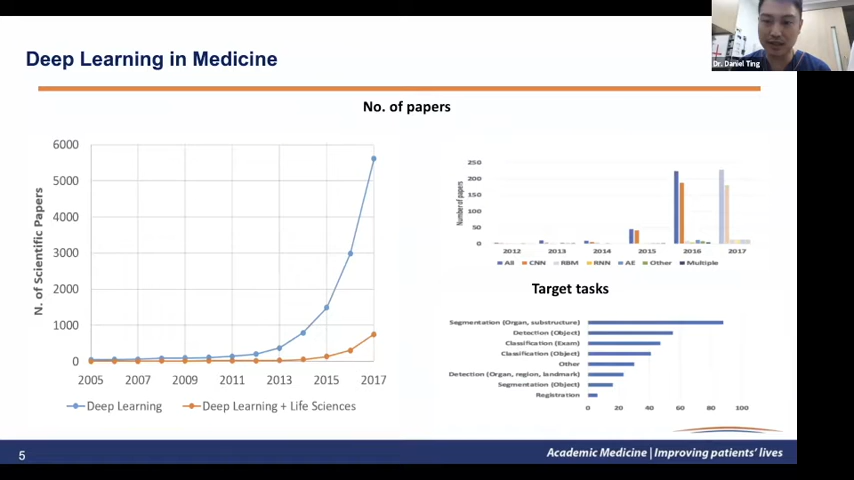 Deep Learning in Medicine
Dr. Daniel Ting
No. of papers
6000
5000
4000
3000
2000
1000
0
N. of Scientific Papers
2005 2007 2009 2011 2013 2015 2017
Deep Learning Deep Learning + Life Sciences
250
200
150
100
50
0
Number of papers
2012 2013 2014 2015 2016 2017
All CNN RBM RNN AE Other Multiple
Target tasks
Segmentation (Organ, substructure)
Detection (Object)
Classification (Exam)
Classification (Object)
Other
Detection (Organ, region, landmark)
Segmentation (Object)
Registration
0 20 40 60 80 100
5
Academic Medicine | Improving patients' lives